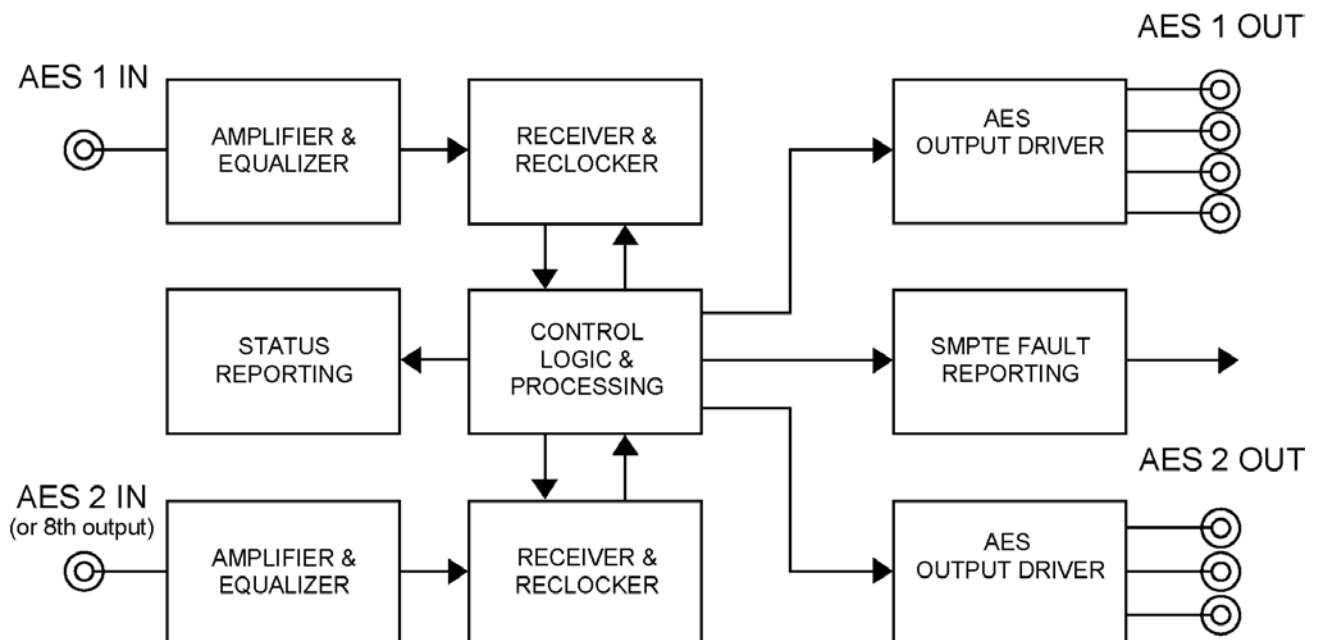 AES 1 OUT
AES 1 IN
AMPLIFIER &
EQUALIZER
RECEIVER &
RECLOCKER
AES
OUTPUT DRIVER
STATUS
REPORTING
CONTROL
LOGIC &
PROCESSING
SMPTE FAULT
REPORTING
AES 2 OUT
AES 2 IN
(or 8th output)
AMPLIFIER &
EQUALIZER
RECEIVER &
RECLOCKER
AES
OUTPUT DRIVER